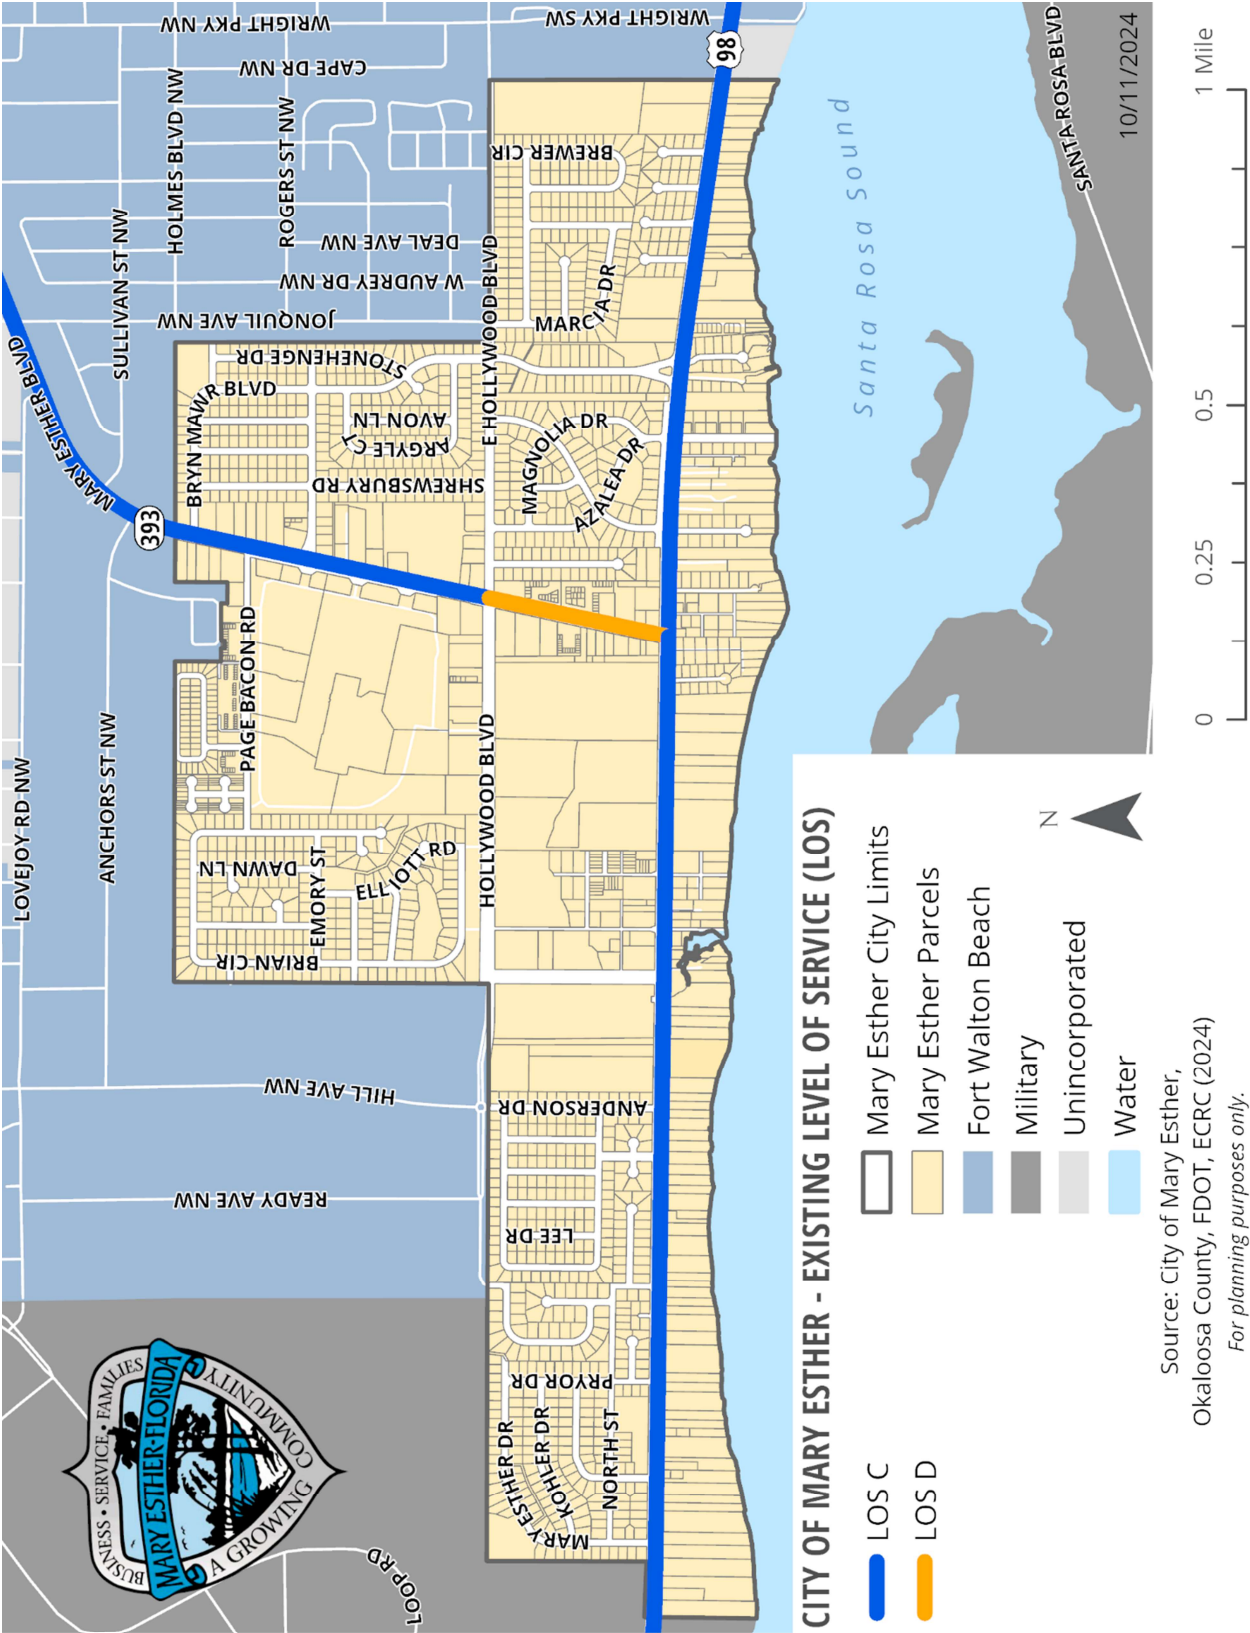 BUSINESS • SERVICE • FAMILIES
MARY ESTHER • FLORIDA
A GROWING COMMUNITY
LOOP RD
LOVEJOY RD NW
ANCHORS ST NW
READY AVE NW
HILL AVE NW
MARY ESTHER BLVD
393
SULLIVAN ST NW
HOLMES BLVD NW
ROGERS ST NW
WRIGHT PKY NW
CAPE DR NW
DEAL AVE NW
W AUDREY DR NW
JONQUIL AVE NW
WRIGHT PKY SW
98
BRYN MAWR BLVD
STONEHENGE DR
AVON LN
ARGYLE CT
SHREWSBURY RD
PAGE BACON RD
DAWN LN
EMORY ST
ELLIOTT RD
BRIAN CIR
HOLLYWOOD BLVD
E HOLLYWOOD BLVD
BREWER CIR
MARCIA DR
MAGNOLIA DR
AZALEA DR
ANDERSON DR
LEE DR
PRYOR DR
NORTH ST
KOHLER DR
MARY ESTHER DR
MARY
Santa Rosa Sound
SANTA ROSA BLVD
10/11/2024
CITY OF MARY ESTHER - EXISTING LEVEL OF SERVICE (LOS)
LOS C
LOS D
Mary Esther City Limits
Mary Esther Parcels
Fort Walton Beach
Military
Unincorporated
Water
N
0 0.25 0.5 1 Mile
Source: City of Mary Esther,
Okaloosa County, FDOT, ECRC (2024)
For planning purposes only.